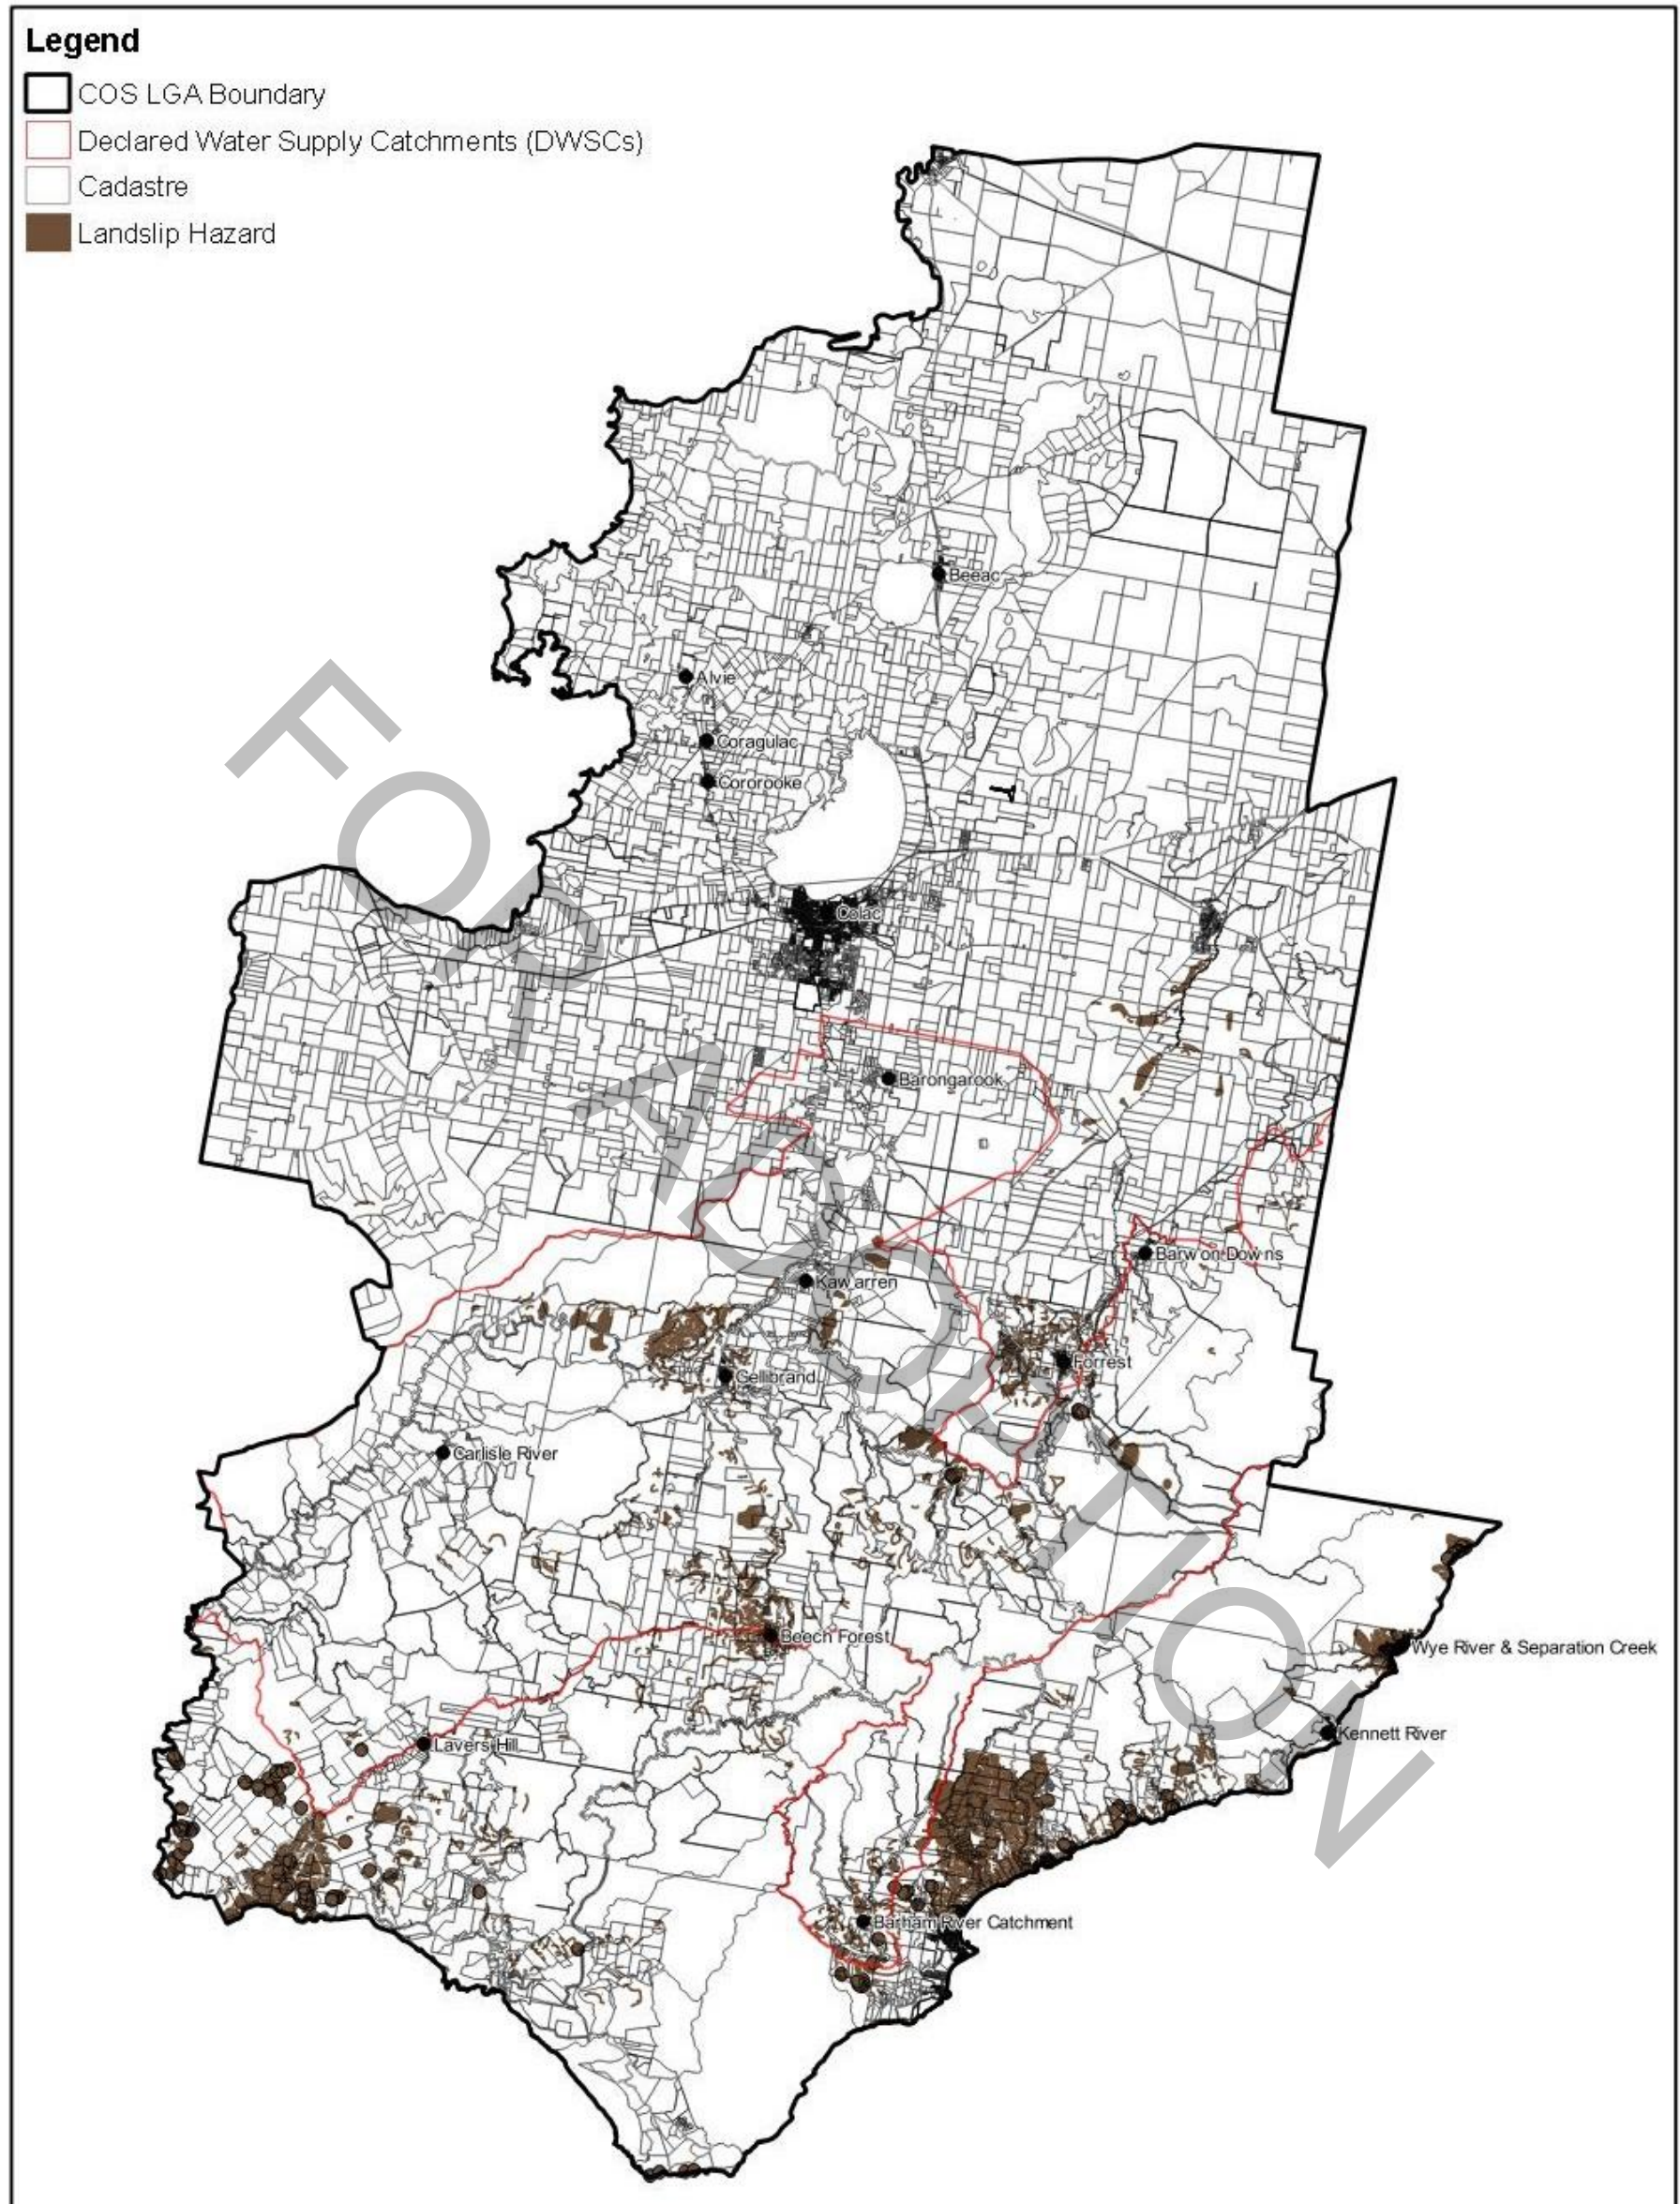 Legend
COS LGA Boundary
Declared Water Supply Catchments (DWSCs)
Cadastre
Landslip Hazard
Beeac
Alvie
Coragulac
Cororooke
Colac
Barongarook
Barwon Downs
Kawarren
Forrest
Gellibrand
Carlisle River
Beech Forest
Wye River & Separation Creek
Kennett River
Lavers Hill
Barham River Catchment
FOR ADOPTION